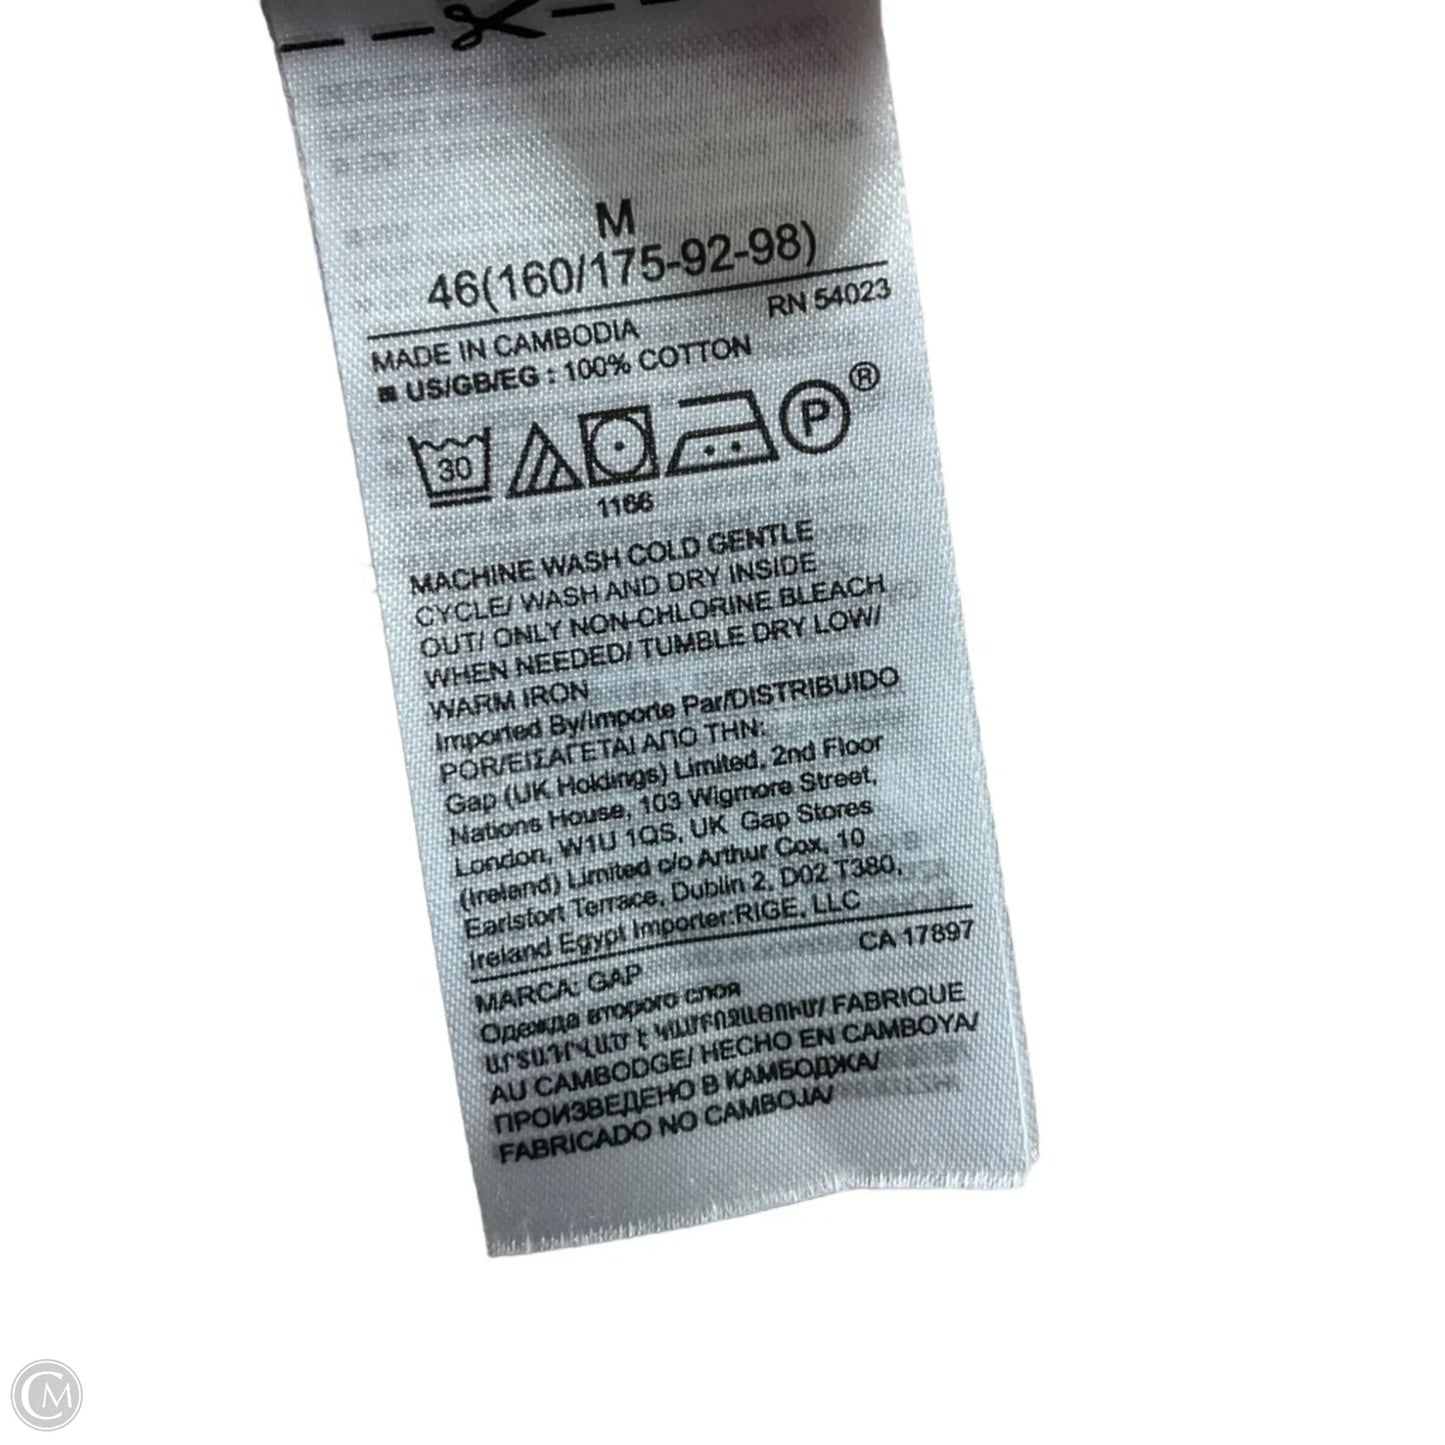 M
46(160/175-92-98)
RN 54023
MADE IN CAMBODIA
US/GB/EG : 100% COTTON
30
P
®
1166
MACHINE WASH COLD GENTLE
CYCLE/ WASH AND DRY INSIDE
OUT/ ONLY NON-CHLORINE BLEACH
WHEN NEEDED/ TUMBLE DRY LOW/
WARM IRON
Imported By/Importe Par/DISTRIBUIDO
POR/ΕΙΣΑΓΕΤΑΙ ΑΠΟ ΤΗΝ:
Gap (UK Holdings) Limited, 2nd Floor
Nations House, 103 Wigmore Street,
London, W1U 1QS, UK Gap Stores
(Ireland) Limited c/o Arthur Cox, 10
Earlsfort Terrace, Dublin 2, D02 T380,
Ireland Egypt Importer:RIGE, LLC
CA 17897
MARCA: GAP
Одежда второго слоя
ԱՐՏԱԴՐՎԱԾ Է ԿԱՄԲՈՋԱՅՈՒՄ/ FABRIQUE
AU CAMBODGE/ HECHO EN CAMBOYA/
ПРОИЗВЕДЕНО В КАМБОДЖА/
FABRICADO NO CAMBOJA/
CM